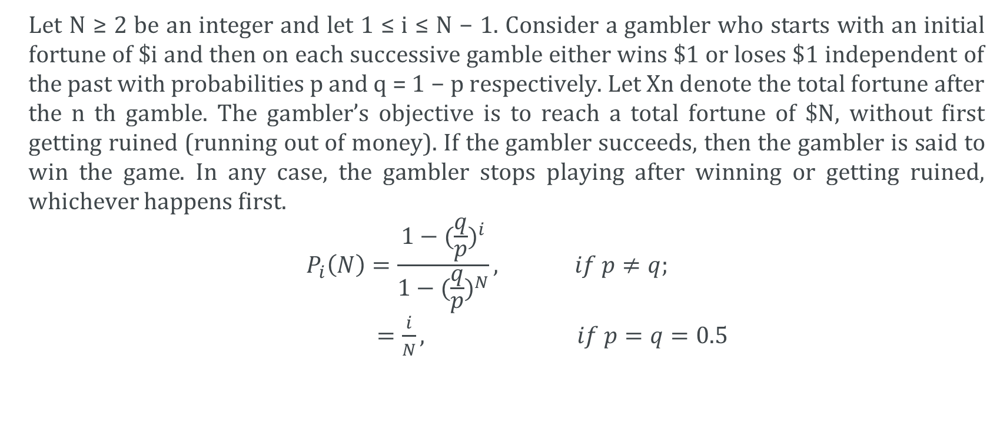 Let N ≥ 2 be an integer and let 1 ≤ i ≤ N − 1. Consider a gambler who starts with an initial
fortune of $i and then on each successive gamble either wins $1 or loses $1 independent of
the past with probabilities p and q = 1 − p respectively. Let Xn denote the total fortune after
the n th gamble. The gambler’s objective is to reach a total fortune of $N, without first
getting ruined (running out of money). If the gambler succeeds, then the gambler is said to
win the game. In any case, the gambler stops playing after winning or getting ruined,
whichever happens first.
P_i(N) = \frac{1 − (\frac{q}{p})^i}{1 − (\frac{q}{p})^N}, if p ≠ q;
= \frac{i}{N}, if p = q = 0.5